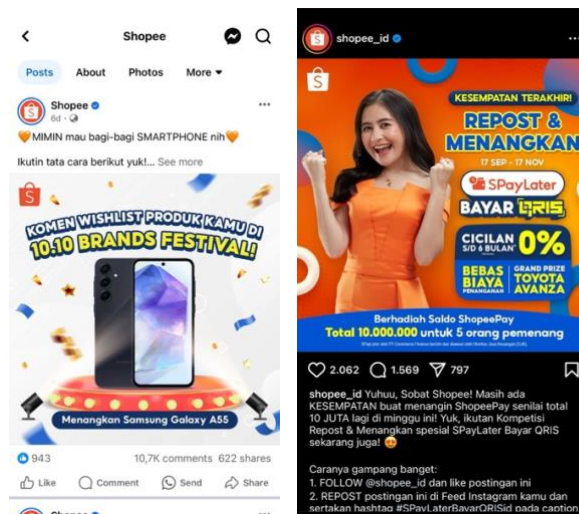 Shopee
Posts About Photos More
Shopee
6d
🧡MIMIN mau bagi-bagi SMARTPHONE nih🧡
Ikutin tata cara berikut yuk!... See more
KOMEN WISHLIST PRODUK KAMU DI
10.10 BRANDS FESTIVAL!
Menangkan Samsung Galaxy A55
943 10,7K comments 622 shares
Like Comment Send Share
Shopee
shopee_id
KESEMPATAN TERAKHIR!
REPOST &
MENANGKAN
17 SEP - 17 NOV
SPayLater
BAYAR QRIS
CICILAN
S/D 6 BULAN*
0%
BEBAS
BIAYA
PENANGANAN
GRAND PRIZE
TOYOTA
AVANZA
Berhadiah Saldo ShopeePay
Total 10.000.000 untuk 5 orang pemenang
2.062 1.569 797
shopee_id Yuhuu, Sobat Shopee! Masih ada
KESEMPATAN buat menangin ShopeePay senilai total
10 JUTA lagi di minggu ini! Yuk, ikutan Kompetisi
Repost & Menangkan spesial SPayLater Bayar QRIS
sekarang juga! 🤩
Caranya gampang banget:
1. FOLLOW @shopee_id dan like postingan ini
2. REPOST postingan ini di Feed Instagram kamu dan
sertakan hashtag #SPayLaterBayarQRISid pada caption